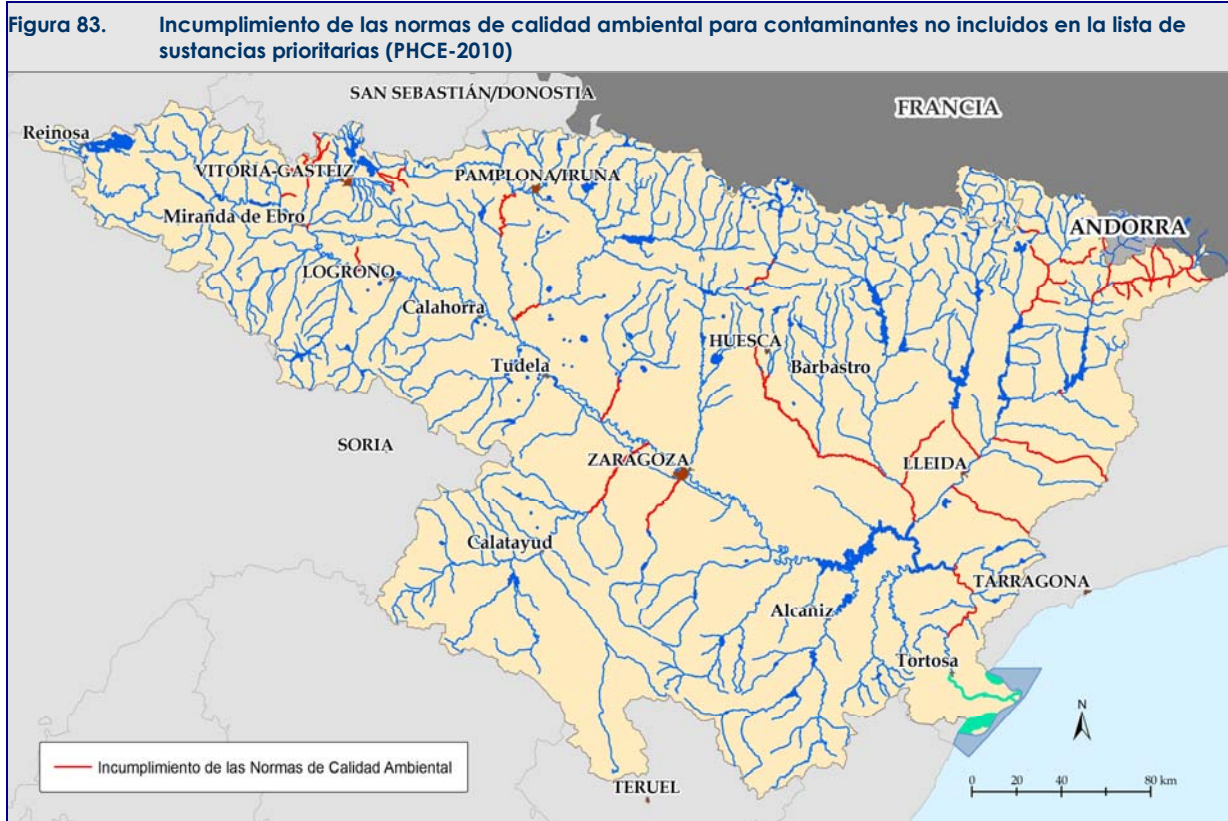 Figura 83. Incumplimiento de las normas de calidad ambiental para contaminantes no incluidos en la lista de
sustancias prioritarias (PHCE-2010)
SAN SEBASTIÁN/DONOSTIA
FRANCIA
Reinosa
VITORIA-GASTEIZ
PAMPLONA/IRUÑA
Miranda de Ebro
ANDORRA
LOGROÑO
Calahorra
HUESCA
Tudela
Barbastro
SORIA
ZARAGOZA
LLEIDA
Calatayud
TARRAGONA
Alcañiz
Tortosa
N
Incumplimiento de las Normas de Calidad Ambiental
TERUEL
0 20 40 80 km